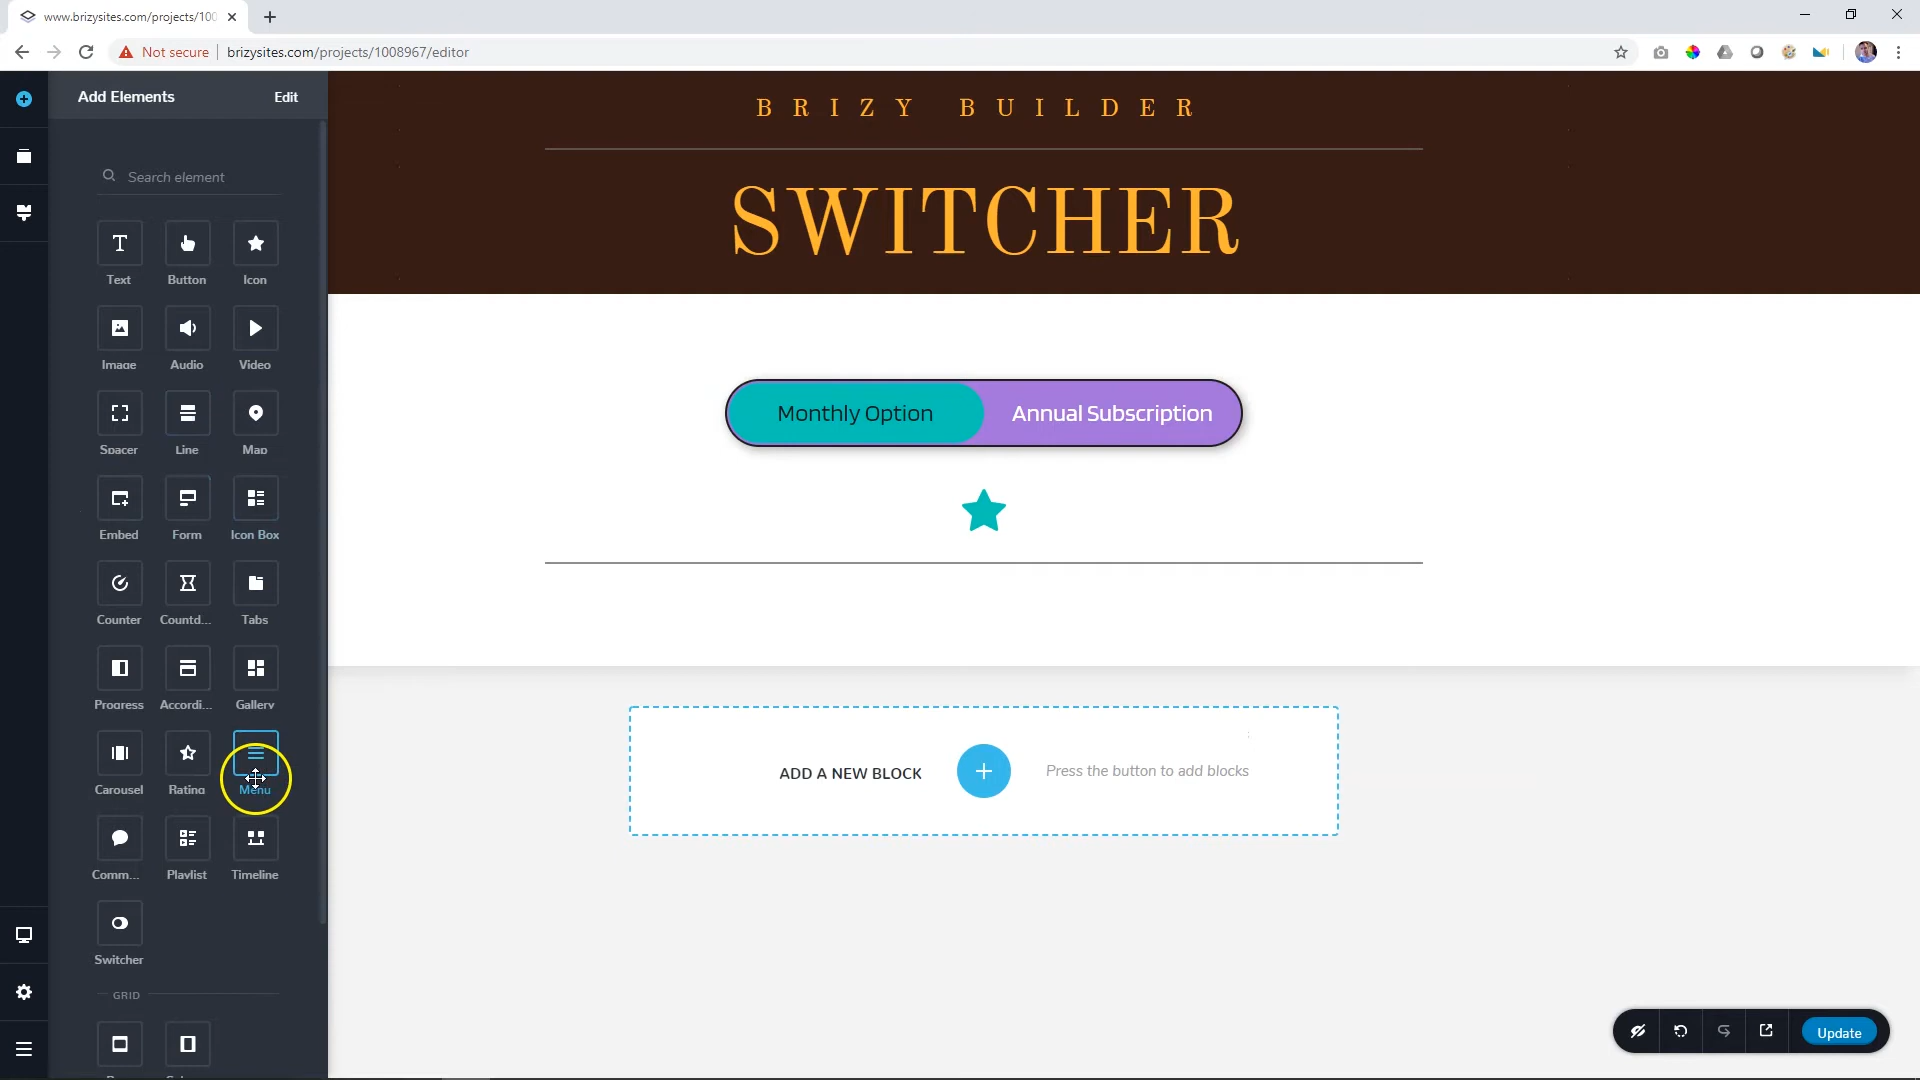 www.brizysites.com/projects/100
Not secure
brizysites.com/projects/1008967/editor
Add Elements
Edit
Search element
Text
Button
Icon
Image
Audio
Video
Spacer
Line
Map
Embed
Form
Icon Box
Counter
Countd...
Tabs
Progress
Accordi...
Gallery
Carousel
Rating
Menu
Comm...
Playlist
Timeline
Switcher
GRID
BRIZY BUILDER
SWITCHER
Monthly Option
Annual Subscription
ADD A NEW BLOCK
Press the button to add blocks
Update